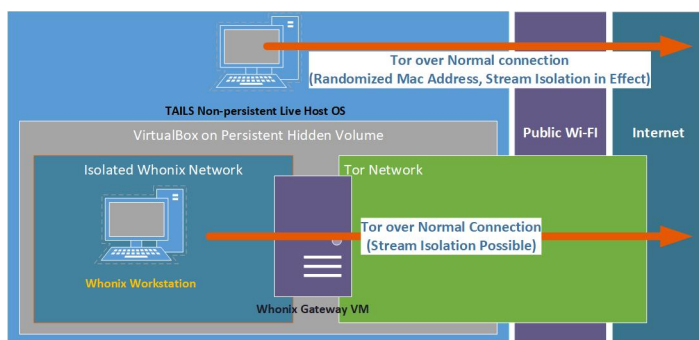 Tor over Normal connection
(Randomized Mac Address, Stream Isolation in Effect)
TAILS Non-persistent Live Host OS
VirtualBox on Persistent Hidden Volume
Public Wi-FI
Internet
Isolated Whonix Network
Tor Network
Tor over Normal Connection
(Stream Isolation Possible)
Whonix Workstation
Whonix Gateway VM